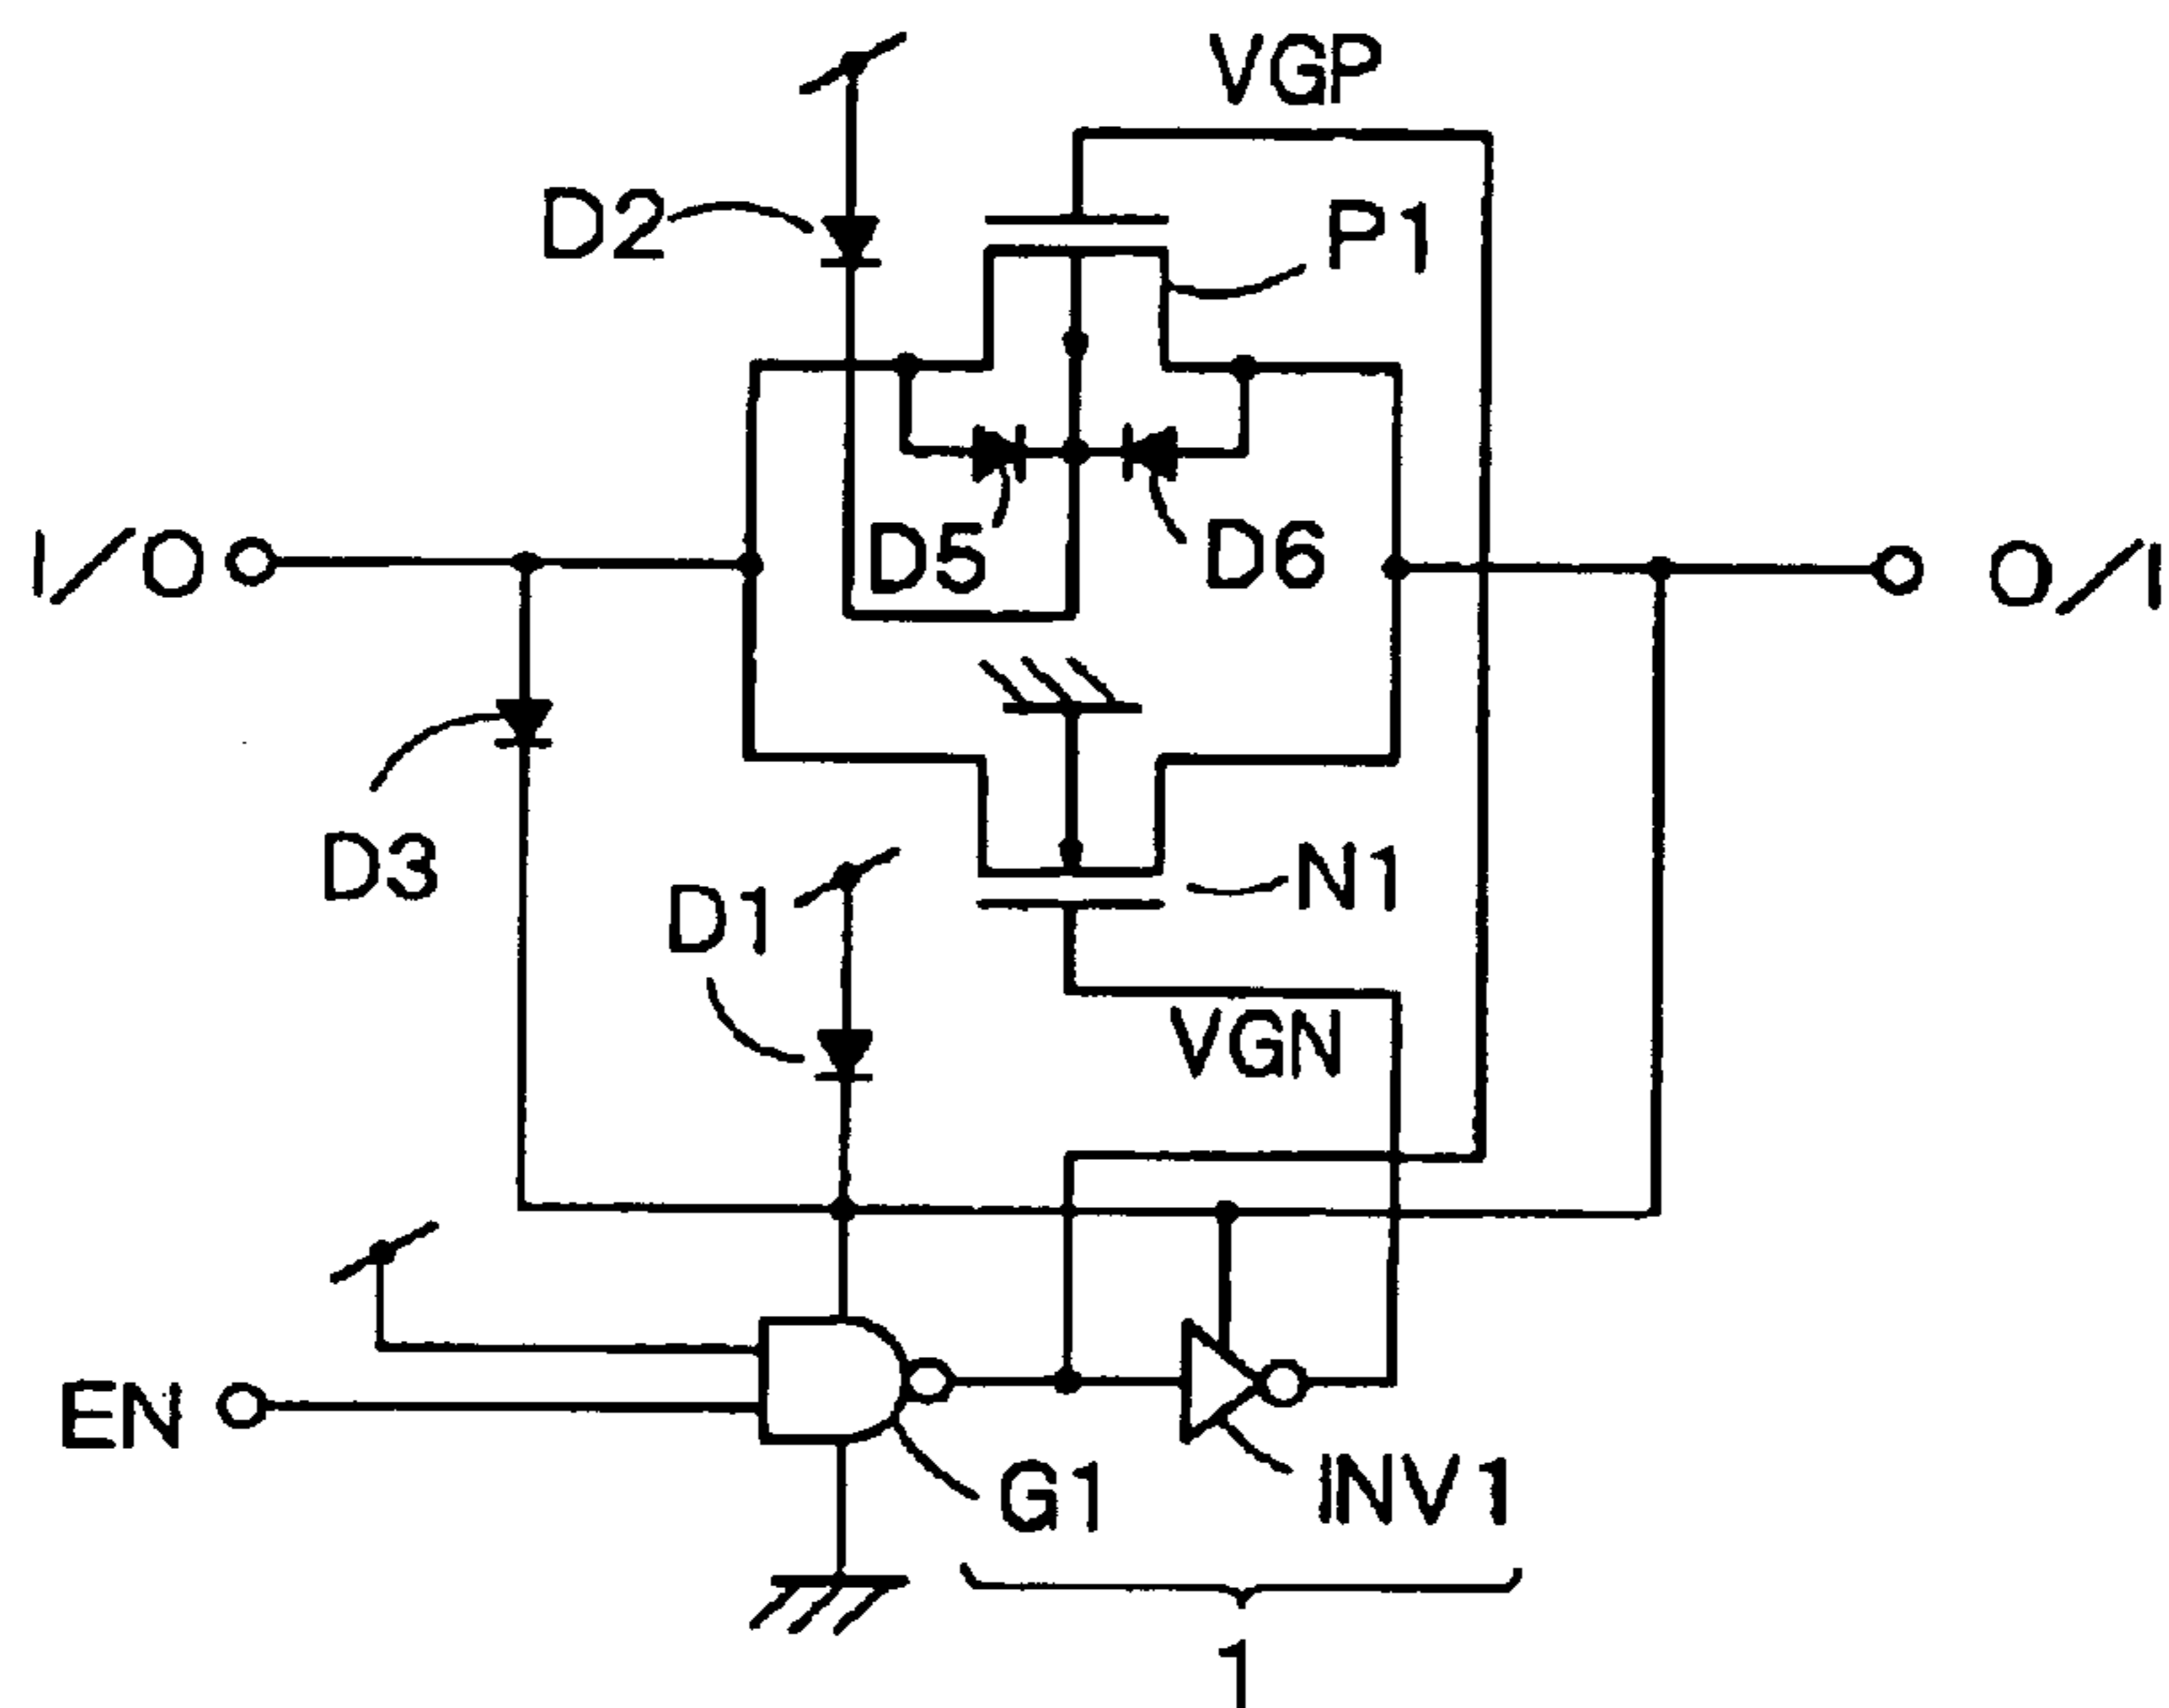 VGP
D2
P1
I/O
D5
D6
O/I
D3
D1
N1
VGN
EN
G1
INV1
1